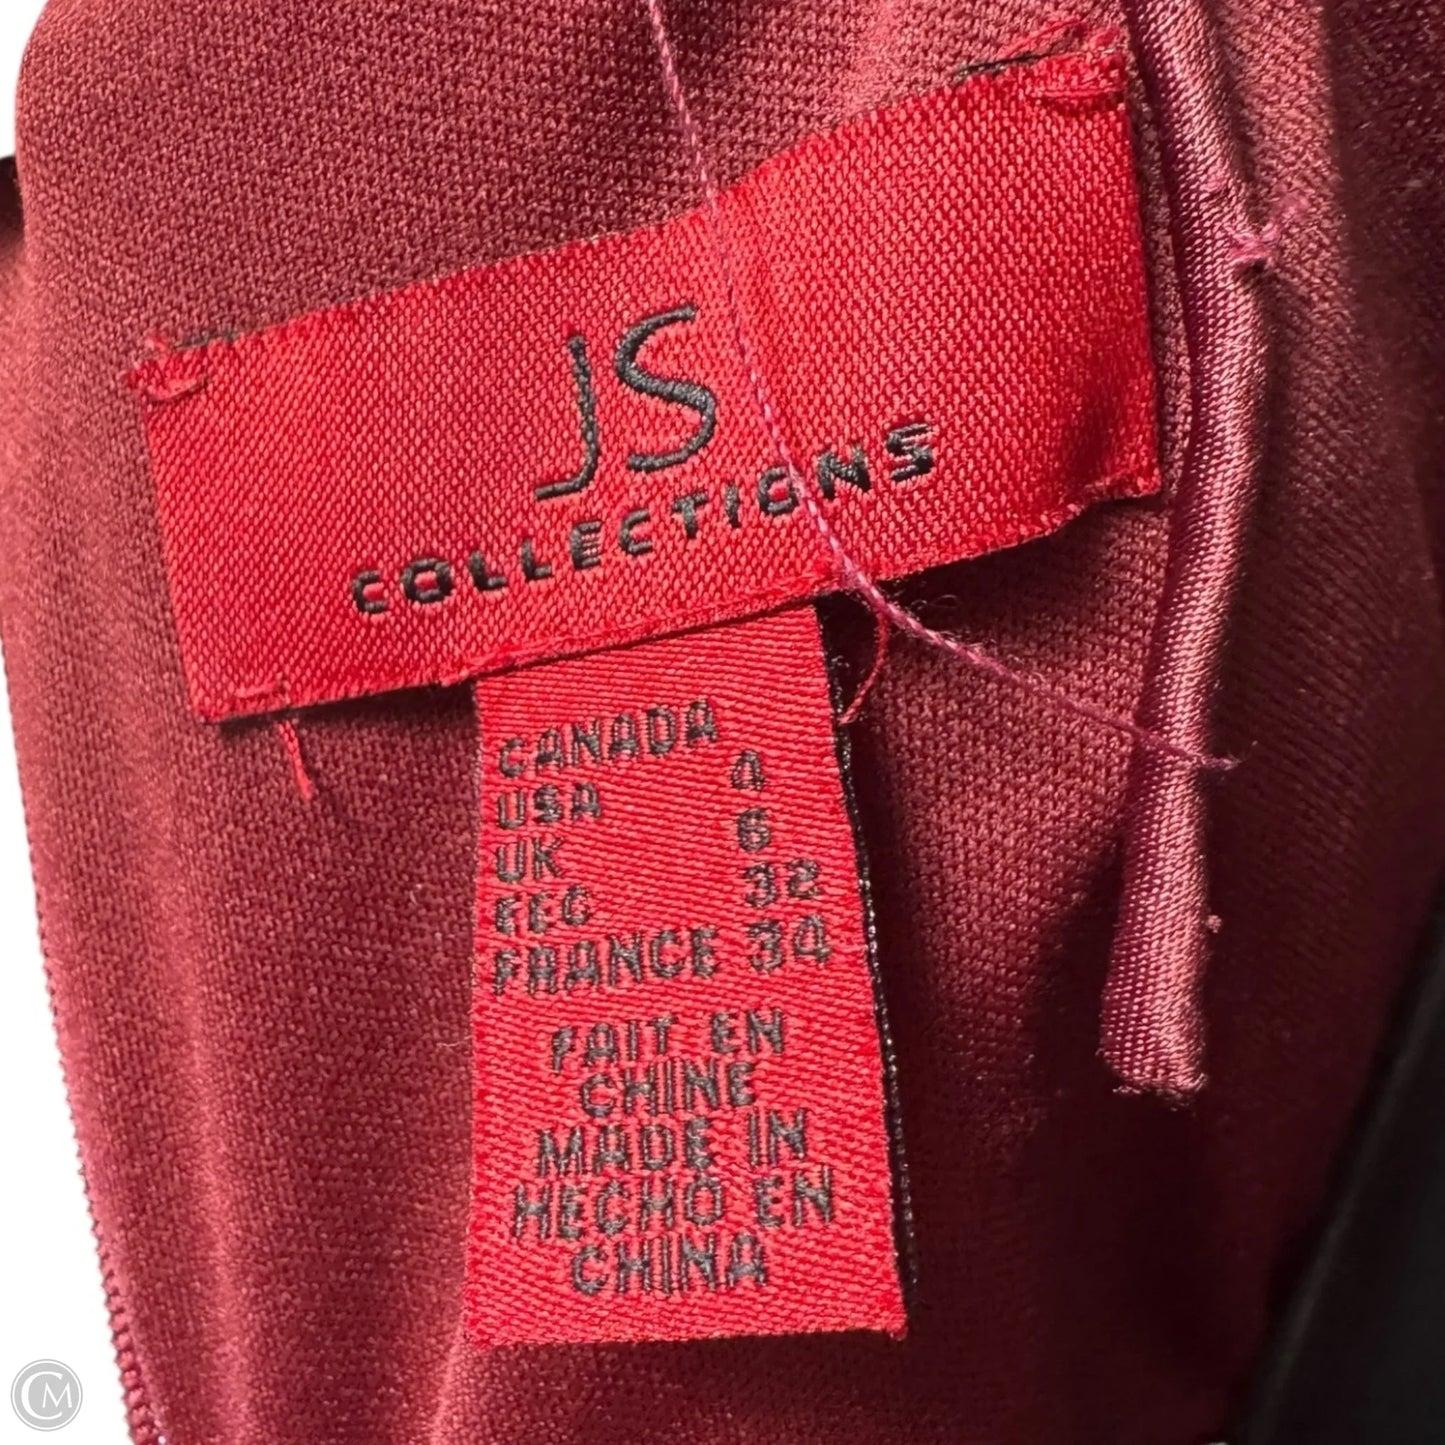 JS
COLLECTIONS
CANADA
USA 4
UK 6
EEC 32
FRANCE 34
FAIT EN
CHINE
MADE IN
HECHO EN
CHINA
CM